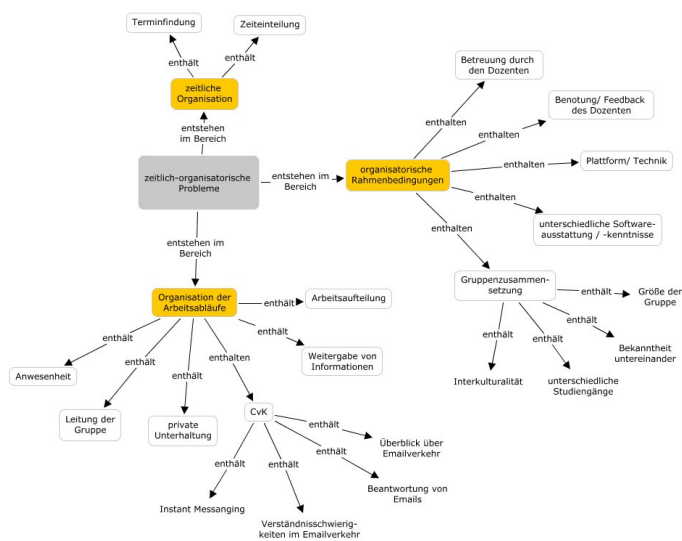 Terminfindung
Zeiteinteilung
enthält
enthält
zeitliche
Organisation
entstehen
im Bereich
zeitlich-organisatorische
Probleme
entstehen im
Bereich
organisatorische
Rahmenbedingungen
Betreuung durch
den Dozenten
enthalten
Benotung/ Feedback
des Dozenten
enthalten
Plattform/ Technik
enthalten
unterschiedliche Software-
ausstattung / -kenntnisse
enthalten
enthalten
Gruppenzusammen-
setzung
enthält
Größe der
Gruppe
enthält
Bekanntheit
untereinander
enthält
enthält
Interkulturalität
unterschiedliche
Studiengänge
entstehen im
Bereich
Organisation der
Arbeitsabläufe
enthält
Arbeitsaufteilung
enthält
Weitergabe von
Informationen
enthält
Anwesenheit
enthält
Leitung der
Gruppe
enthält
private
Unterhaltung
enthalten
CvK
enthält
Überblick über
Emailverkehr
enthält
Beantwortung von
Emails
enthält
enthält
Instant Messanging
Verständnisschwierig-
keiten im Emailverkehr